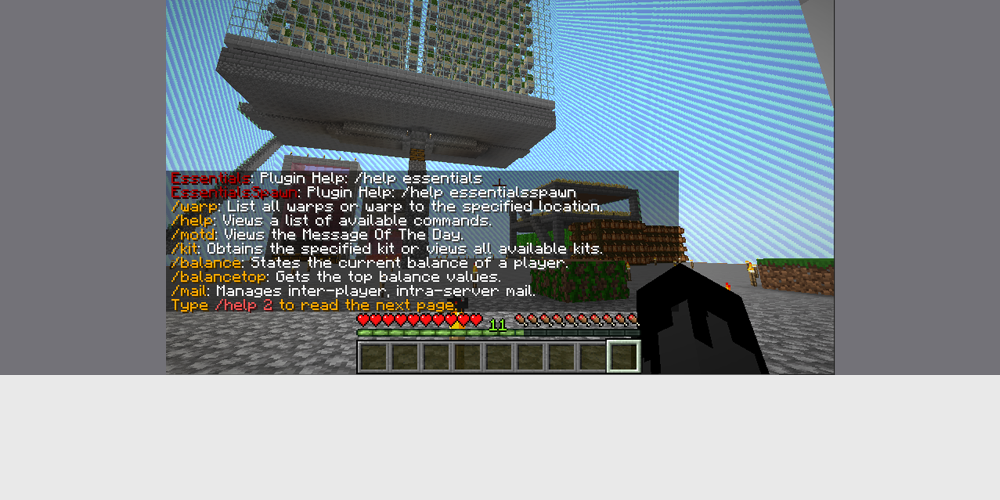 Essentials: Plugin Help: /help essentials
EssentialsSpawn: Plugin Help: /help essentialsspawn
/warp: List all warps or warp to the specified location.
/help: Views a list of available commands.
/motd: Views the Message Of The Day.
/kit: Obtains the specified kit or views all available kits.
/balance: States the current balance of a player.
/balancetop: Gets the top balance values.
/mail: Manages inter-player, intra-server mail.
Type /help 2 to read the next page.
11